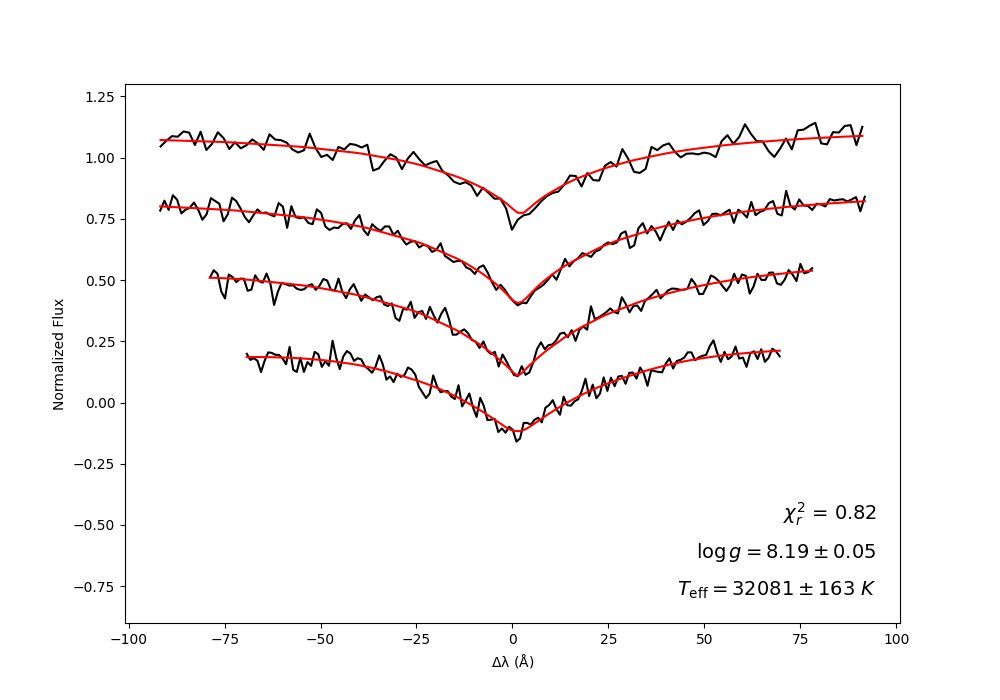 1.25
1.00
0.75
0.50
0.25
0.00
−0.25
−0.50
−0.75
Normalized Flux
χ²ᵣ = 0.82
log g = 8.19 ± 0.05
T_eff = 32081 ± 163 K
−100 −75 −50 −25 0 25 50 75 100
Δλ (Å)